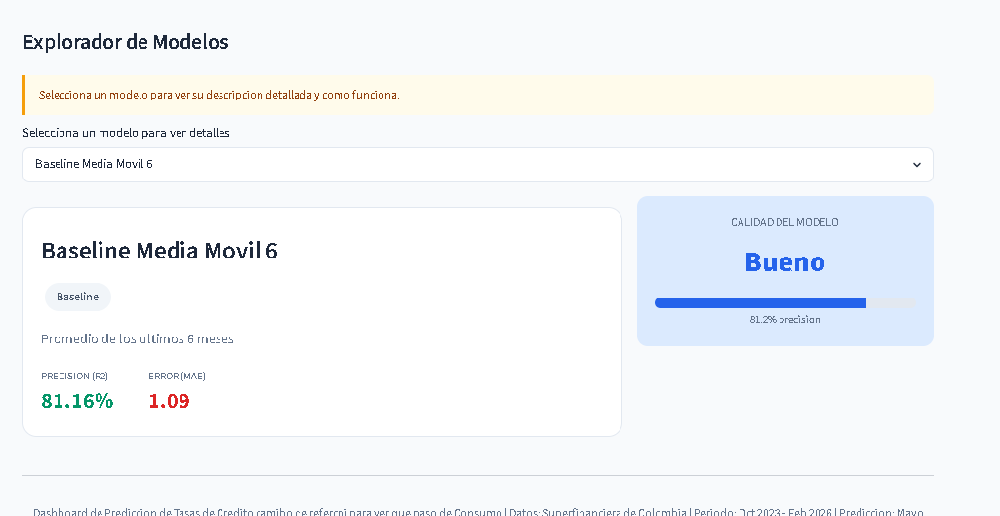 Explorador de Modelos
Selecciona un modelo para ver su descripcion detallada y como funciona.
Selecciona un modelo para ver detalles
Baseline Media Movil 6
Baseline Media Movil 6
Baseline
Promedio de los ultimos 6 meses
PRECISION (R2) ERROR (MAE)
81.16% 1.09
CALIDAD DEL MODELO
Bueno
81.2% precision
Dashboard de Prediccion de Tasas de Credito camibo de refercni para ver que paso de Consumo | Datos: Superfinanciera de Colombia | Periodo: Oct 2023 - Feb 2026 | Prediccion: Mayo